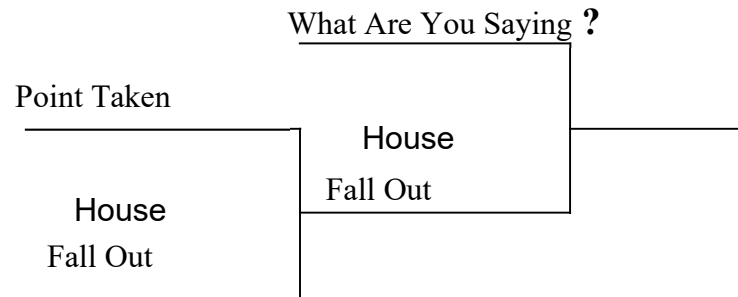 What Are You Saying ?
Point Taken
House
Fall Out
House
Fall Out